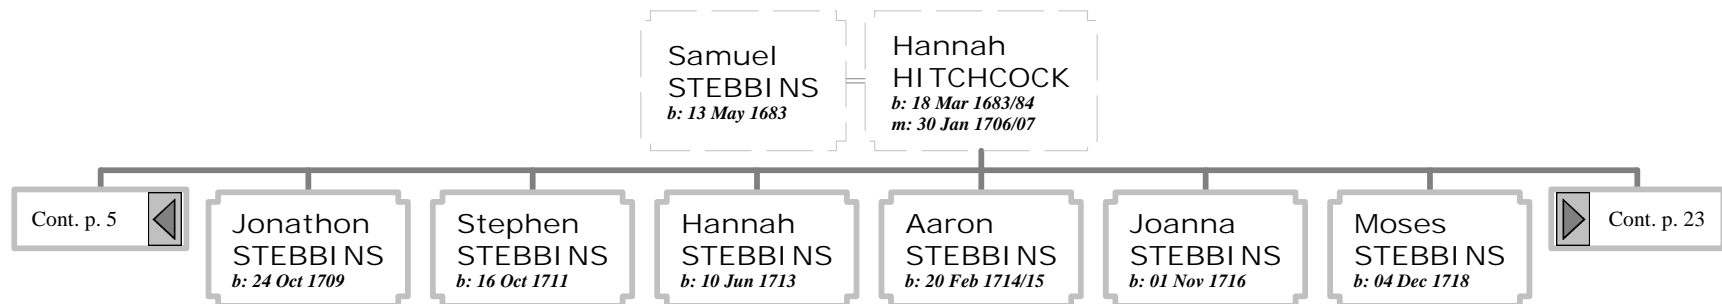 Samuel
STEBBINS
b: 13 May 1683
Hannah
HITCHCOCK
b: 18 Mar 1683/84
m: 30 Jan 1706/07
Cont. p. 5
Jonathon
STEBBINS
b: 24 Oct 1709
Stephen
STEBBINS
b: 16 Oct 1711
Hannah
STEBBINS
b: 10 Jun 1713
Aaron
STEBBINS
b: 20 Feb 1714/15
Joanna
STEBBINS
b: 01 Nov 1716
Moses
STEBBINS
b: 04 Dec 1718
Cont. p. 23